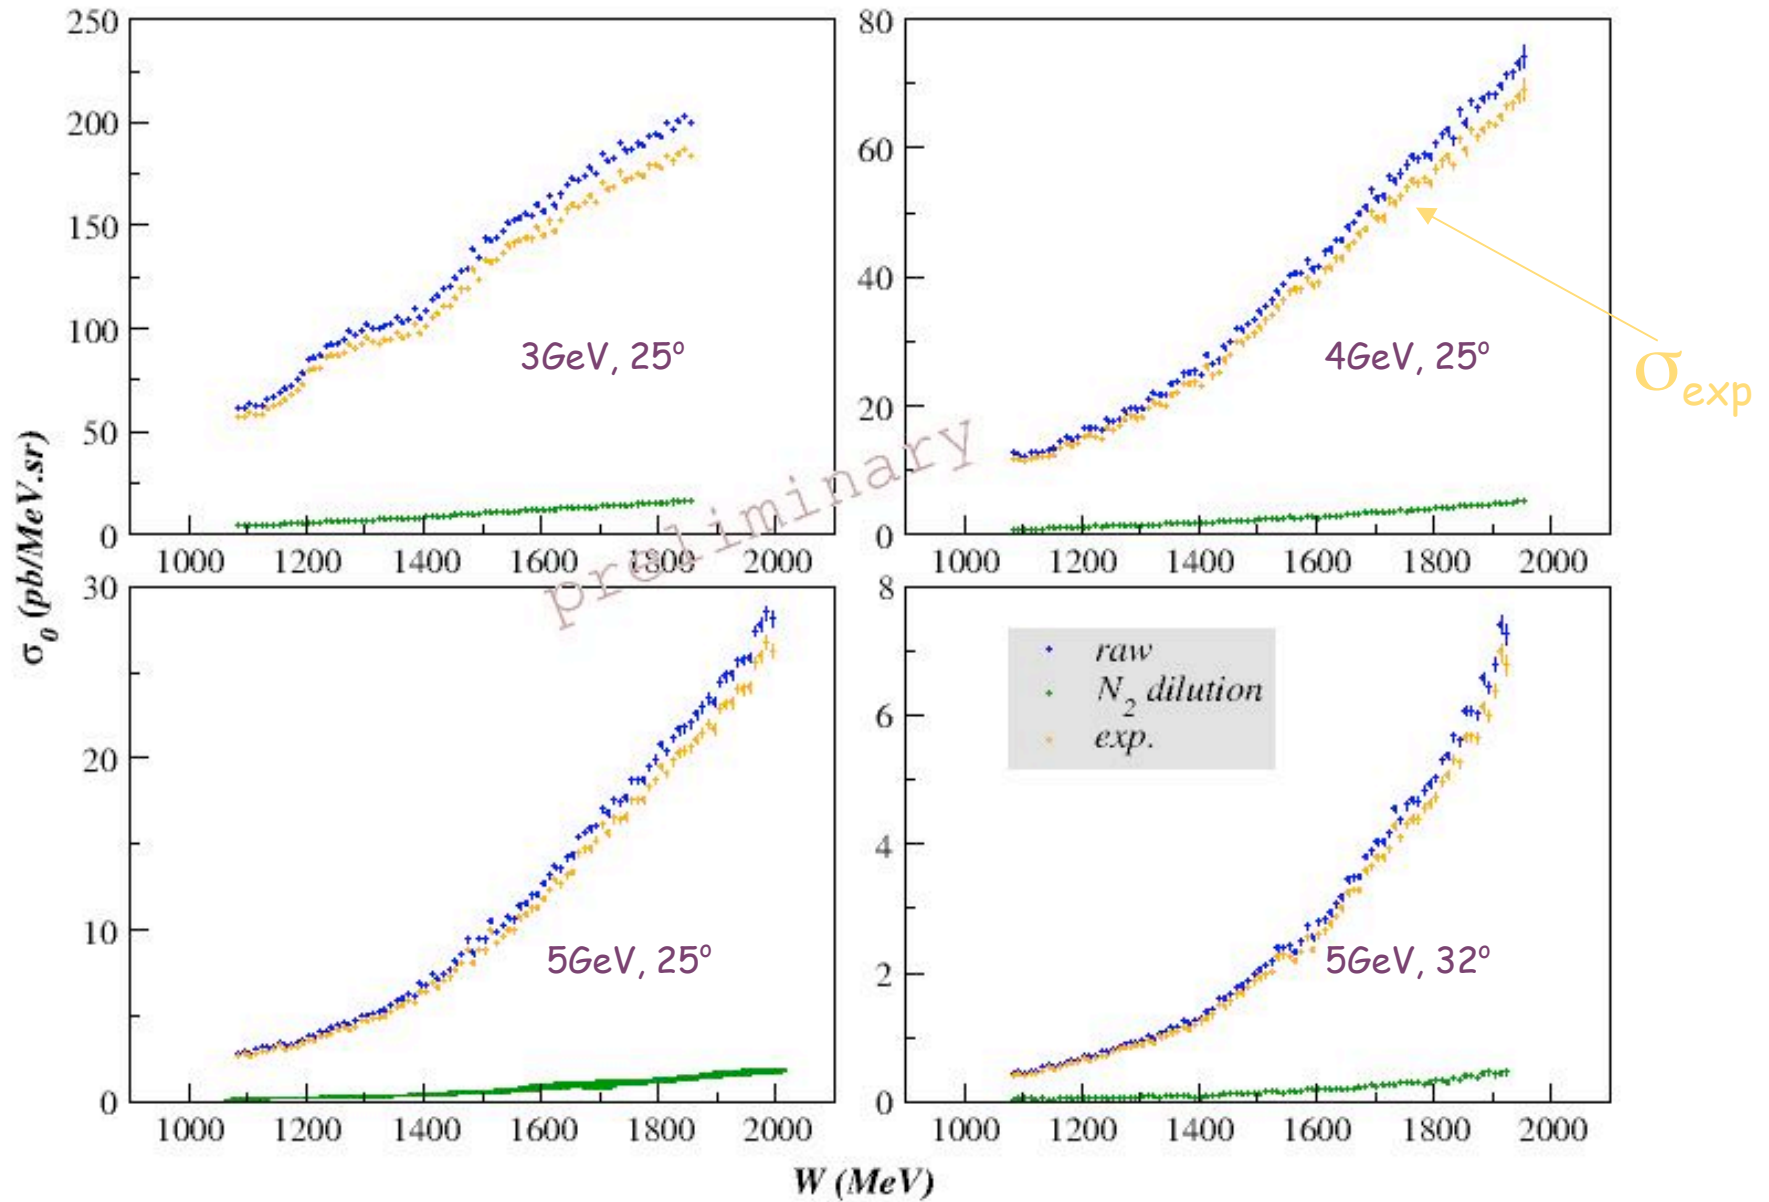 250
200
150
100
50
0
1000 1200 1400 1600 1800 2000
3GeV, 25°
80
60
40
20
0
1000 1200 1400 1600 1800 2000
4GeV, 25°
σexp
preliminary
σ0 (pb/MeV.sr)
30
20
10
0
1000 1200 1400 1600 1800 2000
5GeV, 25°
8
6
4
2
0
1000 1200 1400 1600 1800 2000
raw
N2 dilution
exp.
5GeV, 32°
W (MeV)